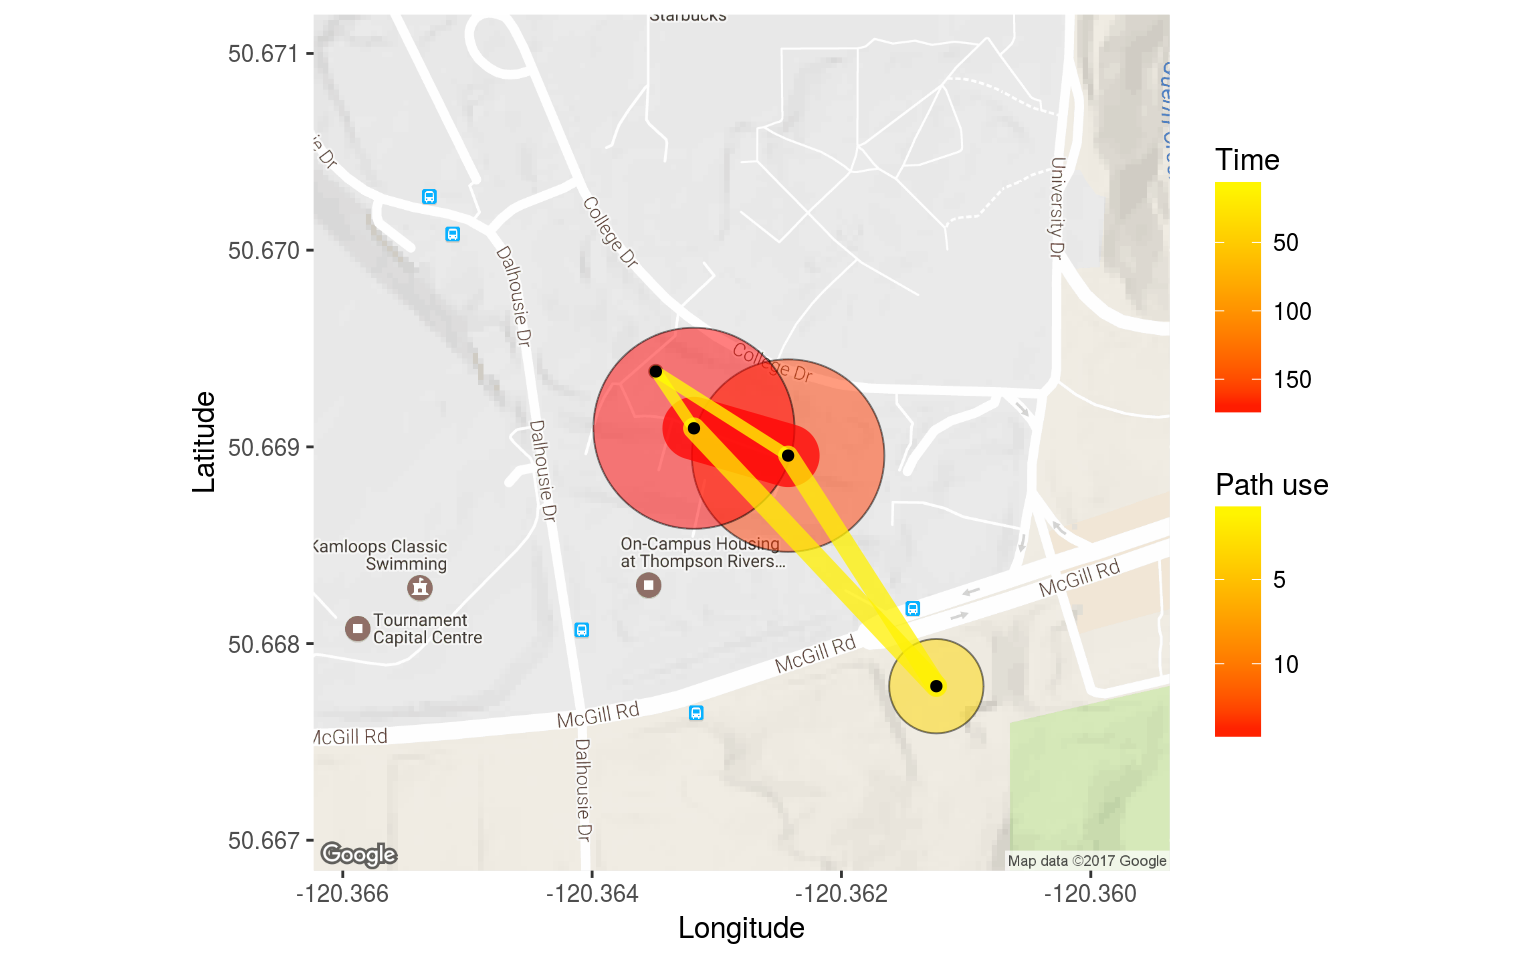 Starbucks
50.671
50.670
50.669
50.668
50.667
Latitude
ie Dr
College Dr
Dalhousie Dr
University Dr
College Dr
Dalhousie Dr
Kamloops Classic
Swimming
Tournament
Capital Centre
On-Campus Housing
at Thompson Rivers...
McGill Rd
McGill Rd
McGill Rd
McGill Rd
Dalhousie Dr
Google
Map data ©2017 Google
-120.366
-120.364
-120.362
-120.360
Longitude
Time
50
100
150
Path use
5
10